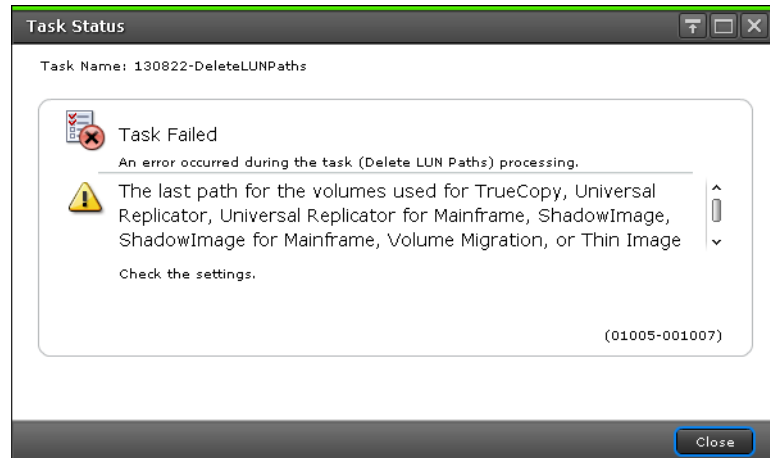 Task Status
Task Name: 130822-DeleteLUNPaths
Task Failed
An error occurred during the task (Delete LUN Paths) processing.
The last path for the volumes used for TrueCopy, Universal
Replicator, Universal Replicator for Mainframe, ShadowImage,
ShadowImage for Mainframe, Volume Migration, or Thin Image
Check the settings.
(01005-001007)
Close